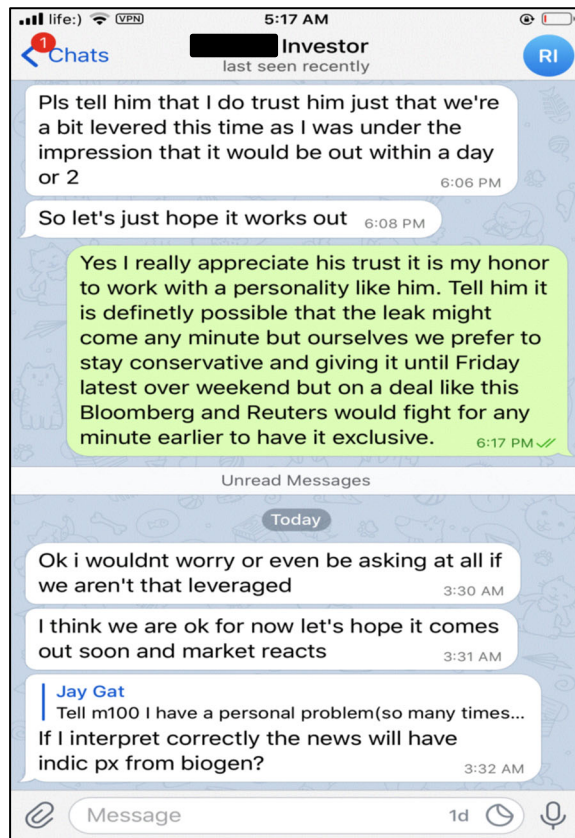 life:) VPN 5:17 AM
1
Chats Investor RI
last seen recently
Pls tell him that I do trust him just that we're
a bit levered this time as I was under the
impression that it would be out within a day
or 2 6:06 PM
So let's just hope it works out 6:08 PM
Yes I really appreciate his trust it is my honor
to work with a personality like him. Tell him it
is definetly possible that the leak might
come any minute but ourselves we prefer to
stay conservative and giving it until Friday
latest over weekend but on a deal like this
Bloomberg and Reuters would fight for any
minute earlier to have it exclusive. 6:17 PM
Unread Messages
Today
Ok i wouldnt worry or even be asking at all if
we aren't that leveraged 3:30 AM
I think we are ok for now let's hope it comes
out soon and market reacts 3:31 AM
Jay Gat
Tell m100 I have a personal problem(so many times...
If I interpret correctly the news will have
indic px from biogen? 3:32 AM
Message 1d